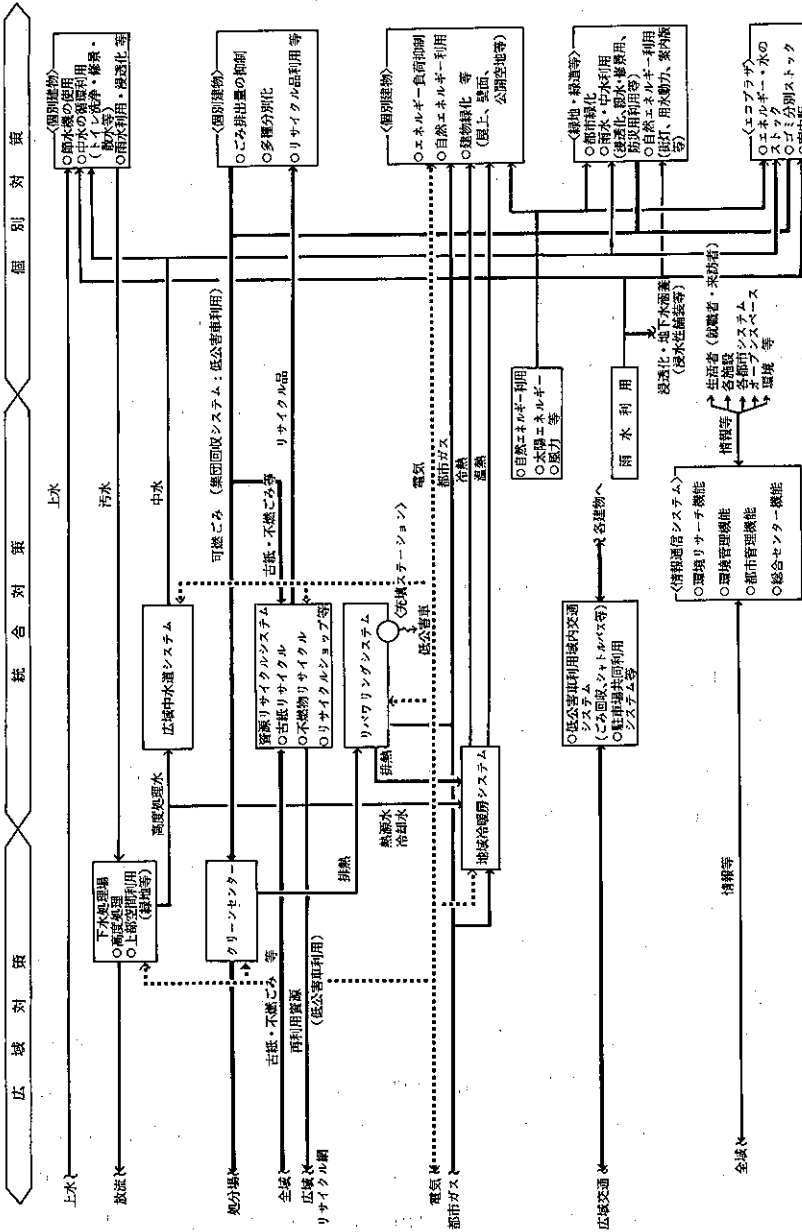 広域対策
統合対策
個別対策
上水
上水
放流
下水処理場
○高度処理
○上部空間利用
(緑地等)
汚水
高度処理水
広域中水道システム
中水
〈個別建物〉
○節水機の使用
○中水の循環利用
(トイレ洗浄・修景・
散水等)
○雨水利用・浸透化 等
処分場
クリーンセンター
可燃ごみ (集団回収システム:低公害車利用)
〈個別建物〉
○ごみ排出量の抑制
○多種分別化
○リサイクル品利用 等
全域
古紙・不燃ごみ 等
広域
リサイクル網
再利用資源
(低公害車利用)
古紙・不燃ごみ等
資源リサイクルシステム
○古紙リサイクル
○不燃物リサイクル
○リサイクルショップ等
リサイクル品
排熱
リパワリングシステム
〈充填ステーション〉
低公害車
排熱
熱源水
冷却水
電気
電気
都市ガス
都市ガス
冷熱
温熱
地域冷暖房システム
〈個別建物〉
○エネルギー負荷抑制
○自然エネルギー利用
○建物緑化 等
(屋上、壁面、
公開空地等)
○自然エネルギー利用
○太陽エネルギー
○風力 等
〈緑地・緑道等〉
○都市緑化
○雨水・中水利用
(浸透化、親水・修景用、
防災用利用等)
○自然エネルギー利用
(街灯、用水動力、案内版
等)
広域交通
○低公害車利用域内交通
システム
(ごみ回収、シャトルバス等)
○駐車場共同利用
システム等
各建物へ
雨水利用
浸透化・地下水涵養
(浸水性舗装等)
全域
情報等
〈情報通信システム〉
○環境リサーチ機能
○環境管理機能
○都市管理機能
○総合センター機能
情報等
生活者 (就職者・来訪者)
各施設
各都市システム
オープンスペース
環境 等
〈エコプラザ〉
○エネルギー・水の
ストック
○ゴミ分別ストック